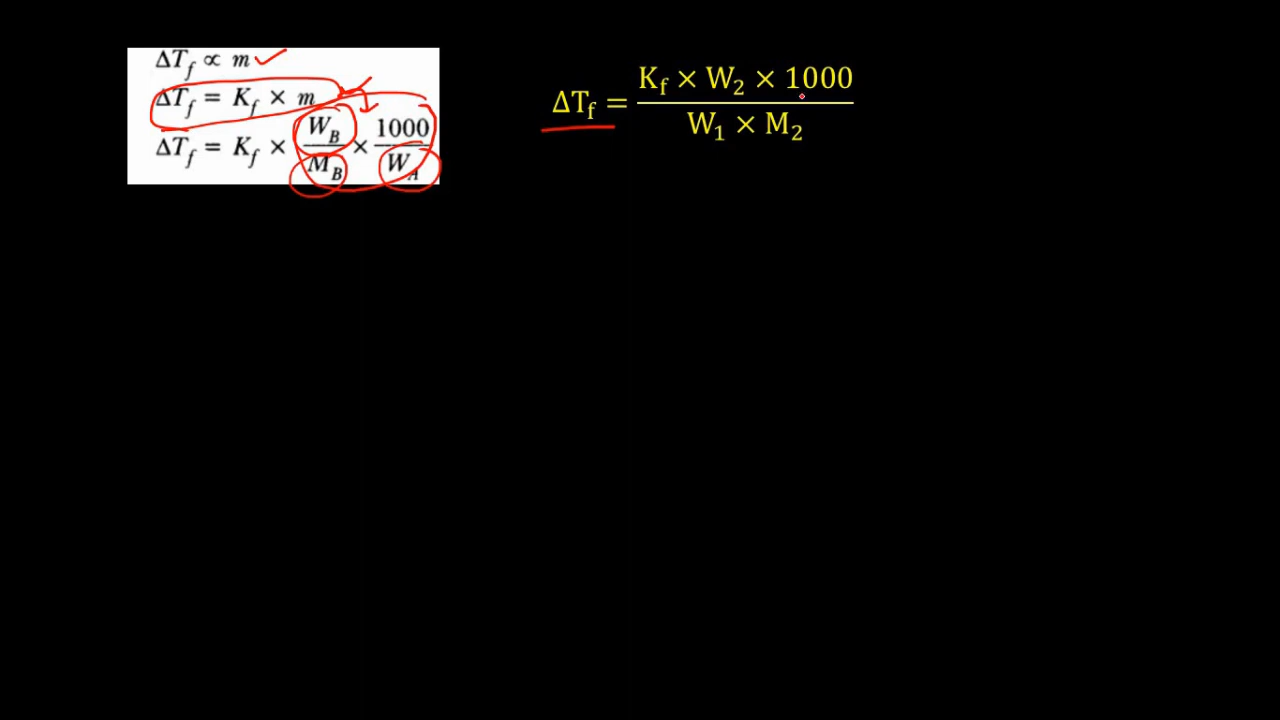 ΔT_f ∝ m
ΔT_f = K_f × m
ΔT_f = K_f × W_B/M_B × 1000/W_A
ΔT_f = (K_f × W_2 × 1000)/(W_1 × M_2)